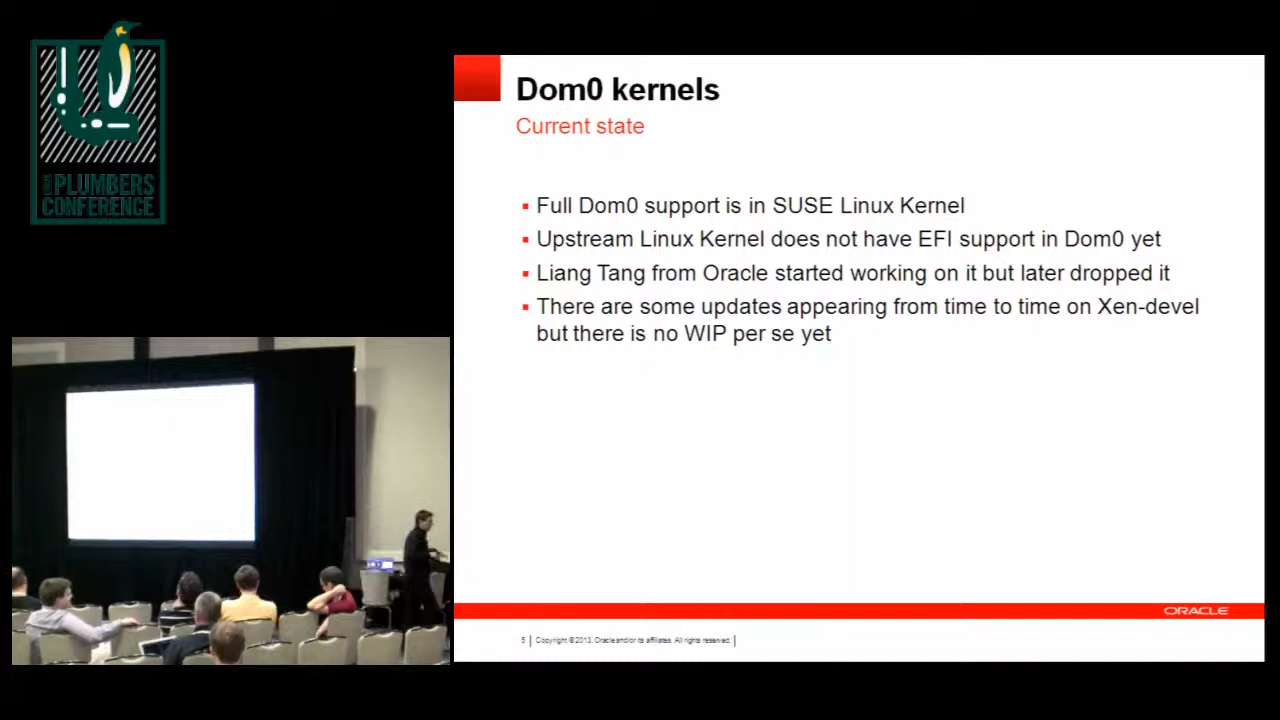 LINUX
PLUMBERS
CONFERENCE
Dom0 kernels
Current state
Full Dom0 support is in SUSE Linux Kernel
Upstream Linux Kernel does not have EFI support in Dom0 yet
Liang Tang from Oracle started working on it but later dropped it
There are some updates appearing from time to time on Xen-devel
but there is no WIP per se yet
ORACLE
5 Copyright © 2013, Oracle and/or its affiliates. All rights reserved.